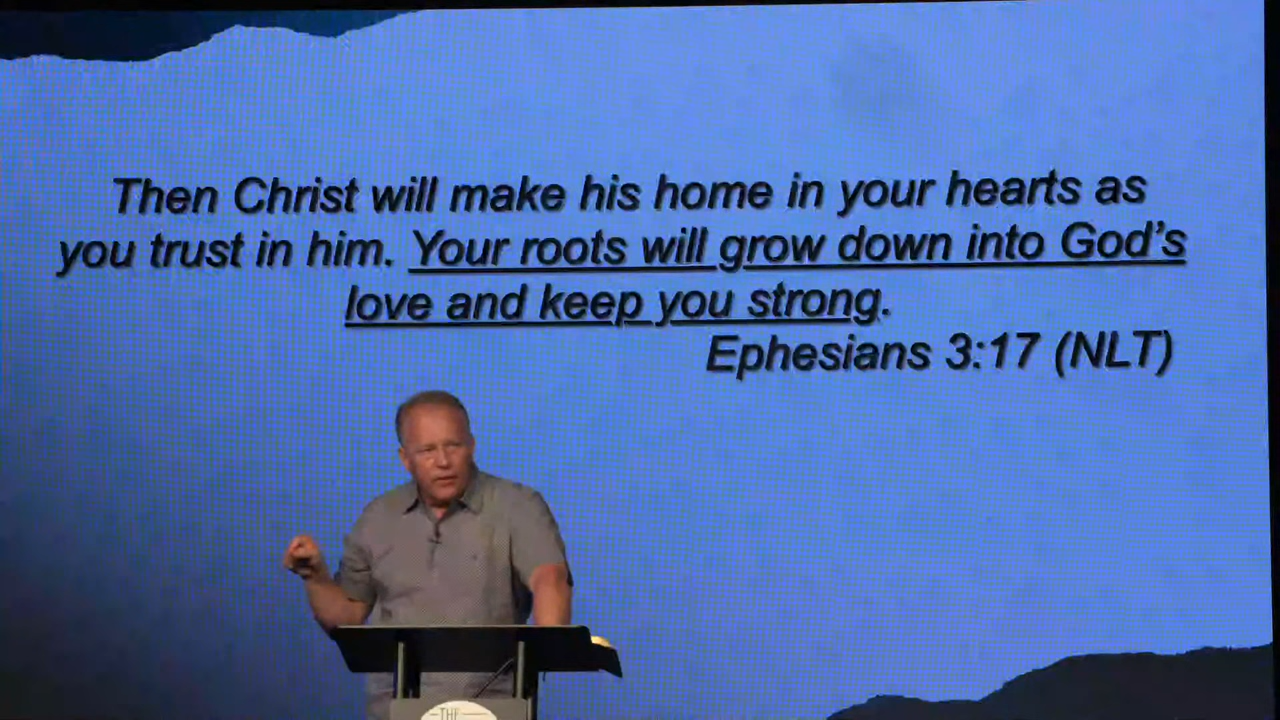 Then Christ will make his home in your hearts as
you trust in him. Your roots will grow down into God's
love and keep you strong.
Ephesians 3:17 (NLT)
THE